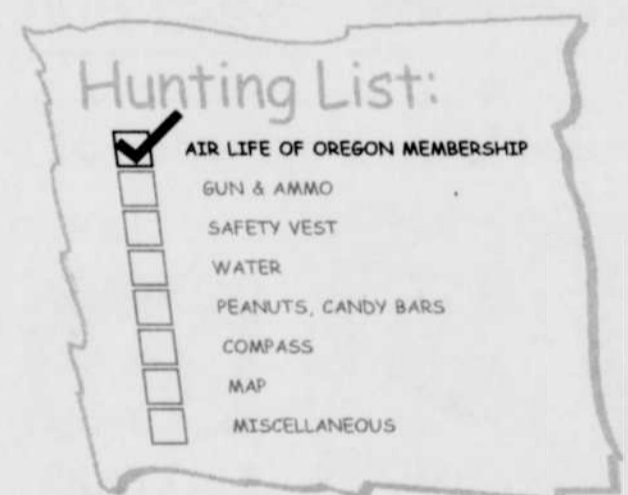 Hunting List:
AIR LIFE OF OREGON MEMBERSHIP
GUN & AMMO
SAFETY VEST
WATER
PEANUTS, CANDY BARS
COMPASS
MAP
MISCELLANEOUS